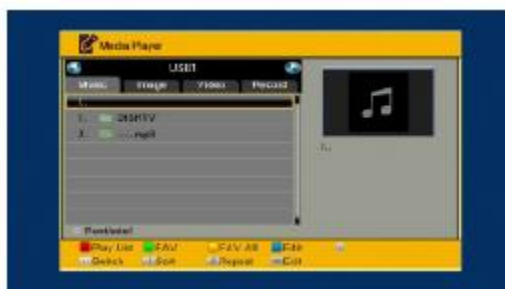 Media Player
USB1
Music Image Video Record
1. DISHTV
2. .mp3
Play List FAV FAV All Edit
Switch Sort Repeat Exit